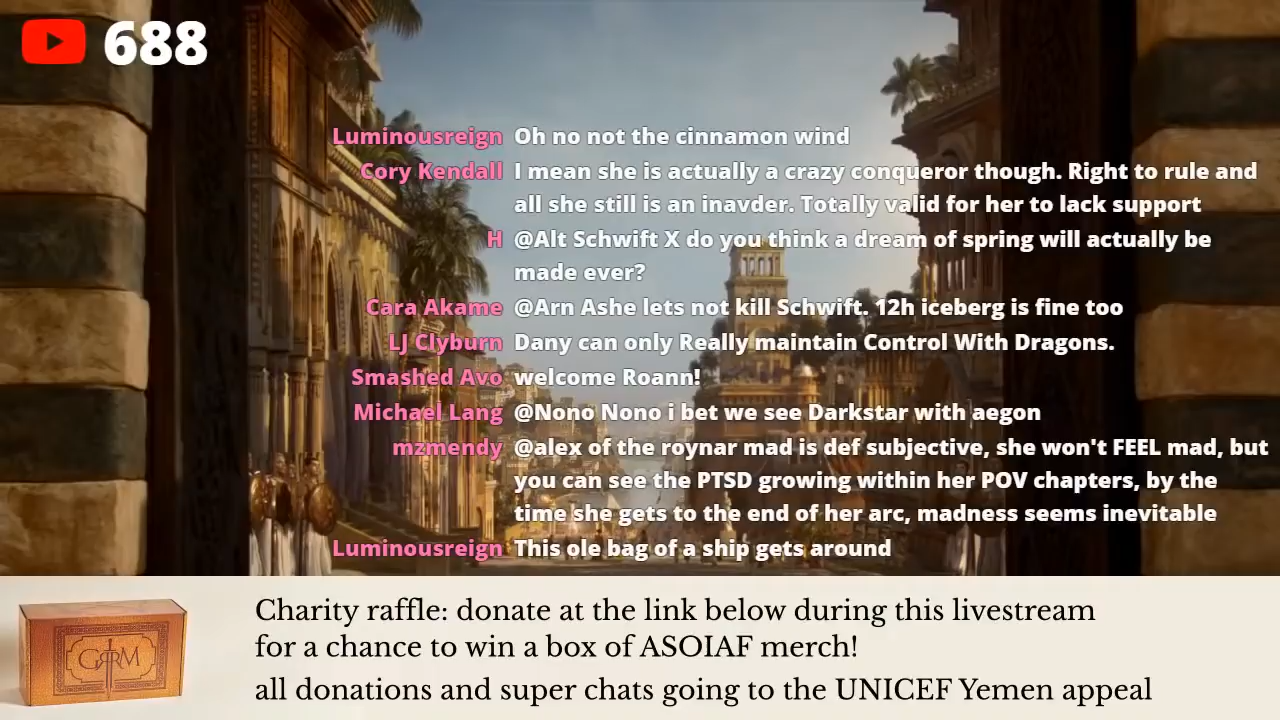 688
Luminousreign Oh no not the cinnamon wind
Cory Kendall I mean she is actually a crazy conqueror though. Right to rule and
all she still is an inavder. Totally valid for her to lack support
H @Alt Schwift X do you think a dream of spring will actually be
made ever?
Cara Akame @Arn Ashe lets not kill Schwift. 12h iceberg is fine too
LJ Clyburn Dany can only Really maintain Control With Dragons.
Smashed Avo welcome Roann!
Michael Lang @Nono Nono i bet we see Darkstar with aegon
mzmendy @alex of the roynar mad is def subjective, she won't FEEL mad, but
you can see the PTSD growing within her POV chapters, by the
time she gets to the end of her arc, madness seems inevitable
Luminousreign This ole bag of a ship gets around
GRRM
Charity raffle: donate at the link below during this livestream
for a chance to win a box of ASOIAF merch!
all donations and super chats going to the UNICEF Yemen appeal